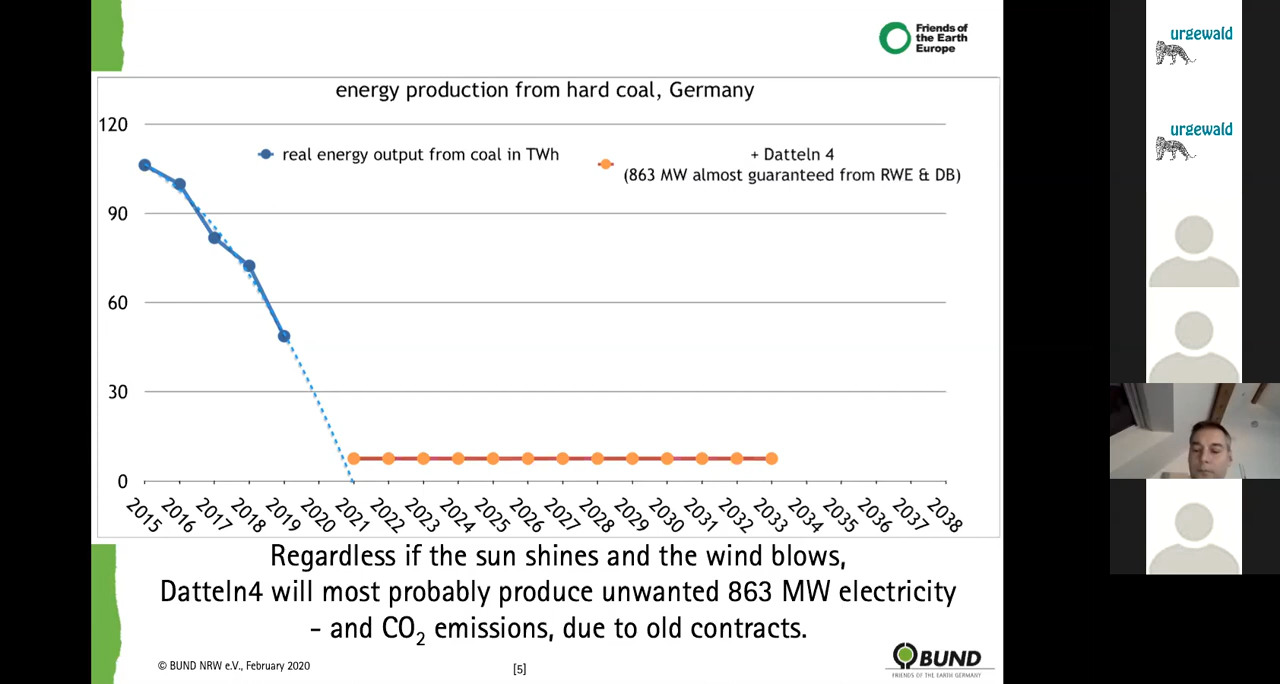 Friends of
the Earth
Europe
energy production from hard coal, Germany
120
90
60
30
0
real energy output from coal in TWh
+ Datteln 4
(863 MW almost guaranteed from RWE & DB)
2015
2016
2017
2018
2019
2020
2021
2022
2023
2024
2025
2026
2027
2028
2029
2030
2031
2032
2033
2034
2035
2036
2037
2038
Regardless if the sun shines and the wind blows,
Datteln4 will most probably produce unwanted 863 MW electricity
- and CO₂ emissions, due to old contracts.
© BUND NRW e.V., February 2020
[5]
BUND
FRIENDS OF THE EARTH GERMANY
urgewald
urgewald